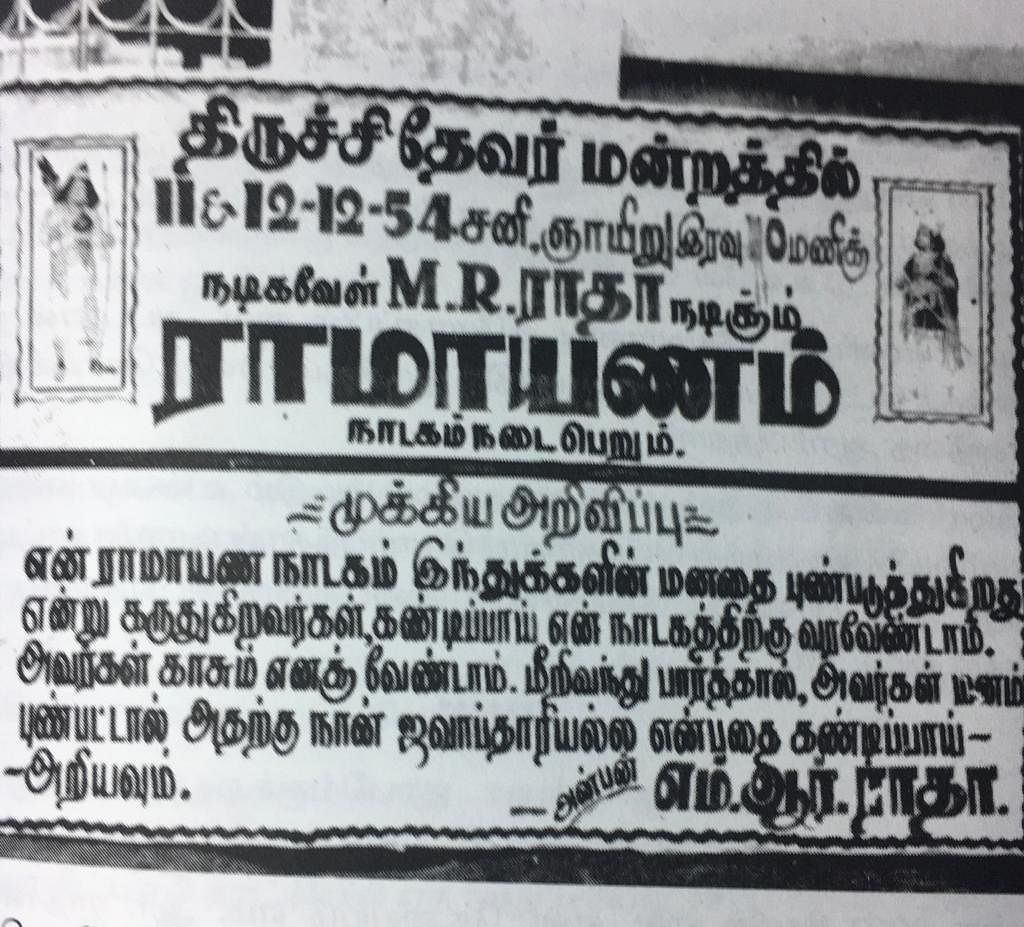 திருச்சி தேவர் மன்றத்தில்
11 & 12-12-54 சனி, ஞாயிறு இரவு 10 மணிக்கு
நடிகவேள் M.R. ராதா நடிக்கும்
ராமாயணம்
நாடகம் நடைபெறும்.
முக்கிய அறிவிப்பு
என் ராமாயண நாடகம் இந்துக்களின் மனதை புண்படுத்துகிறது
என்று கருதுகிறவர்கள், கண்டிப்பாய் என் நாடகத்திற்கு வரவேண்டாம்.
அவர்கள் காசும் எனக்கு வேண்டாம். மீறிவந்து பார்த்தால், அவர்கள் மனம்
புண்பட்டால் அதற்கு நான் ஜவாப்தாரியல்ல என்பதை கண்டிப்பாய்-
-அறியவும்.
— அன்பன் எம்.ஆர். ராதா.